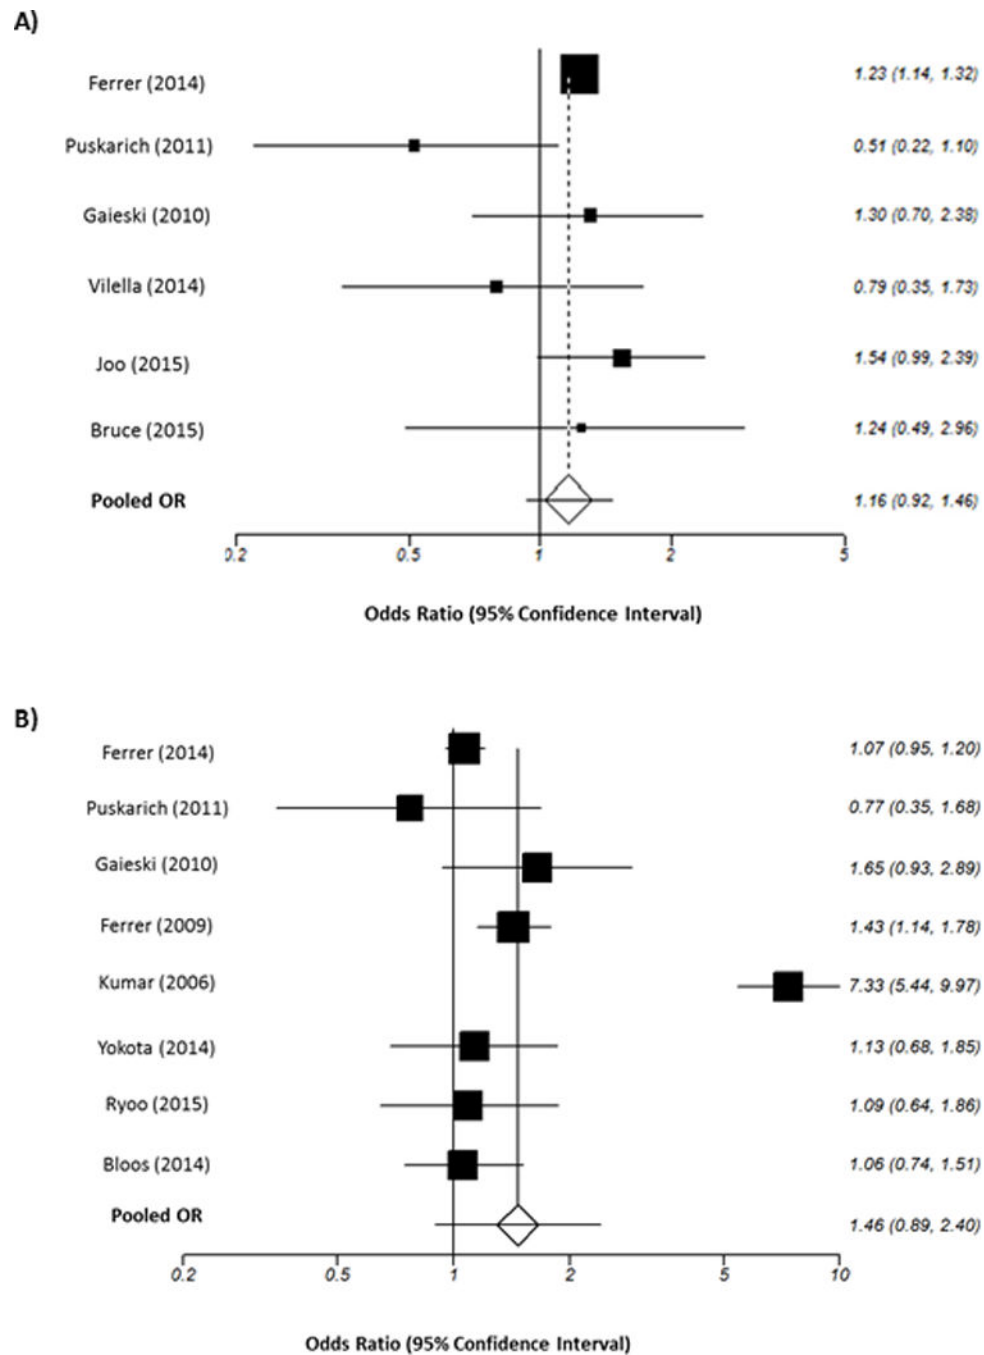 A)
Ferrer (2014) 1.23 (1.14, 1.32)
Puskarich (2011) 0.51 (0.22, 1.10)
Gaieski (2010) 1.30 (0.70, 2.38)
Vilella (2014) 0.79 (0.35, 1.73)
Joo (2015) 1.54 (0.99, 2.39)
Bruce (2015) 1.24 (0.49, 2.96)
Pooled OR 1.16 (0.92, 1.46)
0.2 0.5 1 2 5
Odds Ratio (95% Confidence Interval)
B)
Ferrer (2014) 1.07 (0.95, 1.20)
Puskarich (2011) 0.77 (0.35, 1.68)
Gaieski (2010) 1.65 (0.93, 2.89)
Ferrer (2009) 1.43 (1.14, 1.78)
Kumar (2006) 7.33 (5.44, 9.97)
Yokota (2014) 1.13 (0.68, 1.85)
Ryoo (2015) 1.09 (0.64, 1.86)
Bloos (2014) 1.06 (0.74, 1.51)
Pooled OR 1.46 (0.89, 2.40)
0.2 0.5 1 2 5 10
Odds Ratio (95% Confidence Interval)